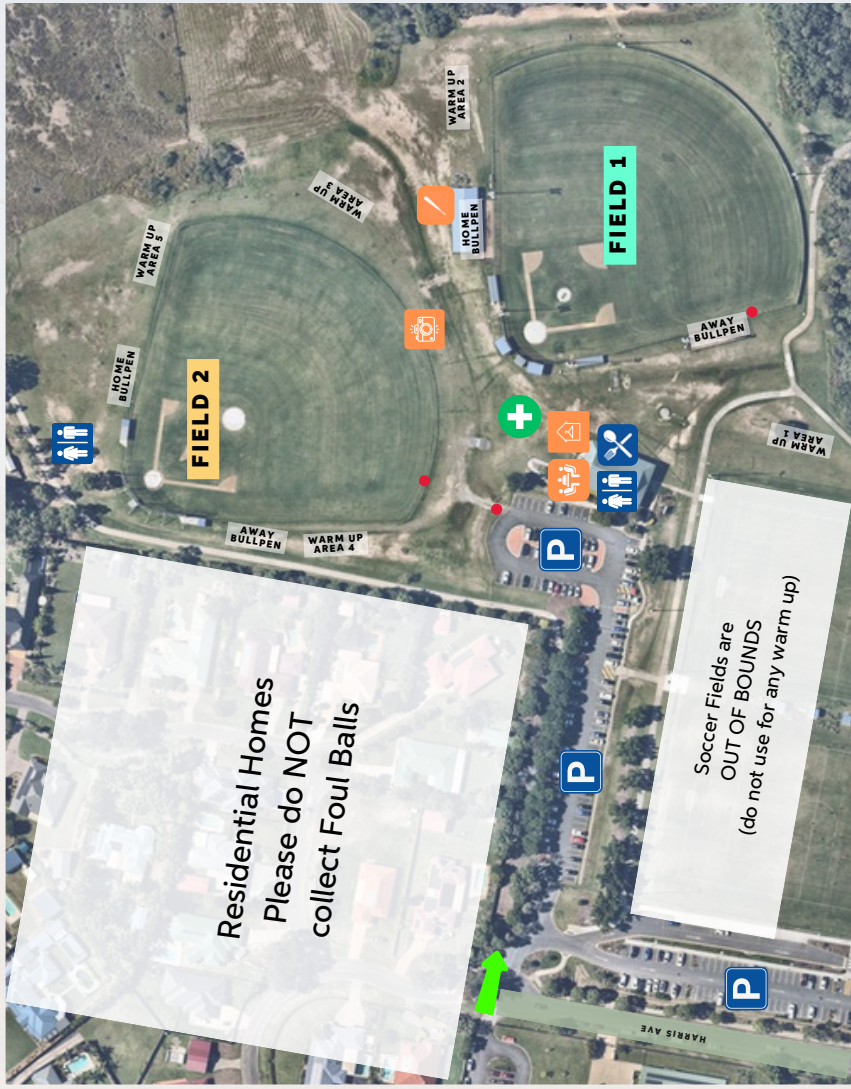 WARM UP
AREA 2
WARM UP
AREA 3
HOME
BULLPEN
FIELD 1
WARM UP
AREA 5
AWAY
BULLPEN
HOME
BULLPEN
FIELD 2
WARM UP
AREA 1
AWAY
BULLPEN
WARM UP
AREA 4
P
Residential Homes
Please do NOT
collect Foul Balls
Soccer Fields are
OUT OF BOUNDS
(do not use for any warm up)
P
P
HARRIS AVE